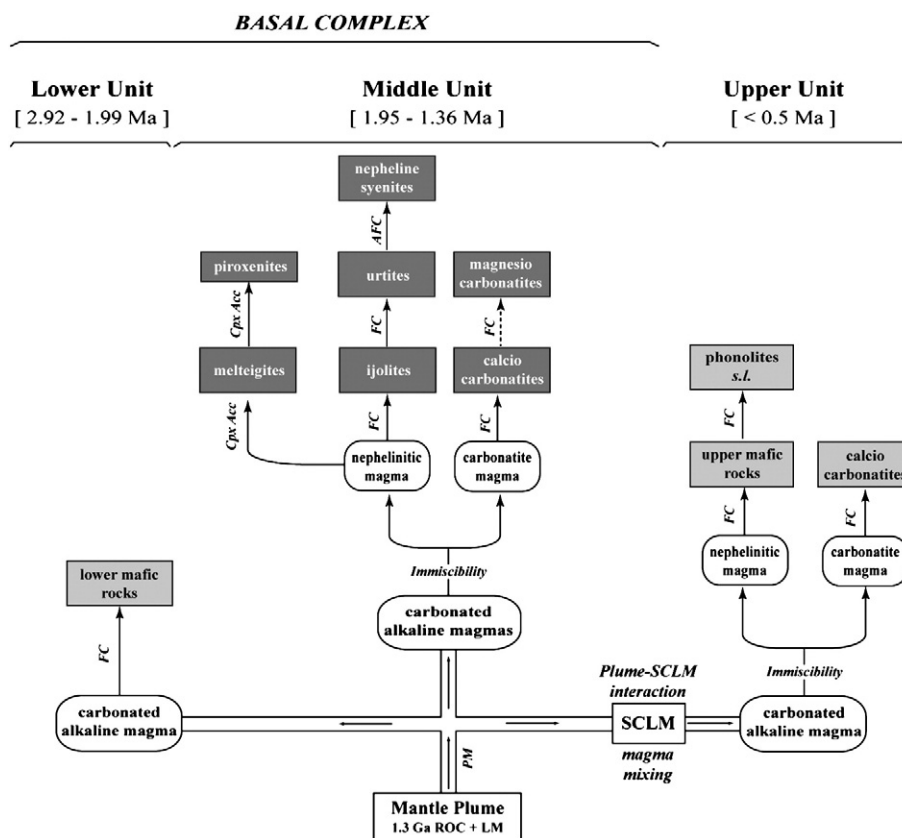 BASAL COMPLEX
Lower Unit
[ 2.92 - 1.99 Ma ]
Middle Unit
[ 1.95 - 1.36 Ma ]
Upper Unit
[ < 0.5 Ma ]
nepheline
syenites
AFC
piroxenites
urtites
magnesio
carbonatites
Cpx Acc
FC
FC
melteigites
ijolites
calcio
carbonatites
phonolites
s.l.
Cpx Acc
FC
FC
FC
nephelinitic
magma
carbonatite
magma
upper mafic
rocks
calcio
carbonatites
FC
FC
nephelinitic
magma
carbonatite
magma
Immiscibility
lower mafic
rocks
carbonated
alkaline magmas
FC
Immiscibility
Plume-SCLM
interaction
carbonated
alkaline magma
SCLM
carbonated
alkaline magma
magma
mixing
PM
Mantle Plume
1.3 Ga ROC + LM